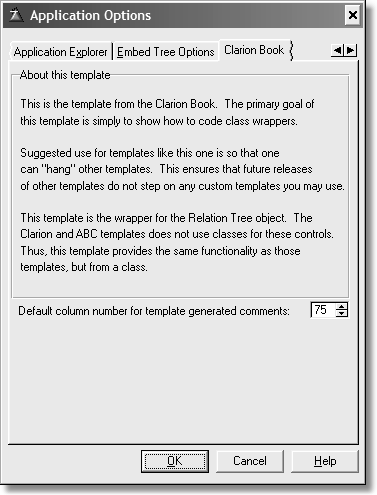 Application Options
Application Explorer Embed Tree Options Clarion Book
About this template
This is the template from the Clarion Book. The primary goal of
this template is simply to show how to code class wrappers.
Suggested use for templates like this one is so that one
can "hang" other templates. This ensures that future releases
of other templates do not step on any custom templates you may use.
This template is the wrapper for the Relation Tree object. The
Clarion and ABC templates does not use classes for these controls.
Thus, this template provides the same functionality as those
templates, but from a class.
Default column number for template generated comments: 75
OK Cancel Help